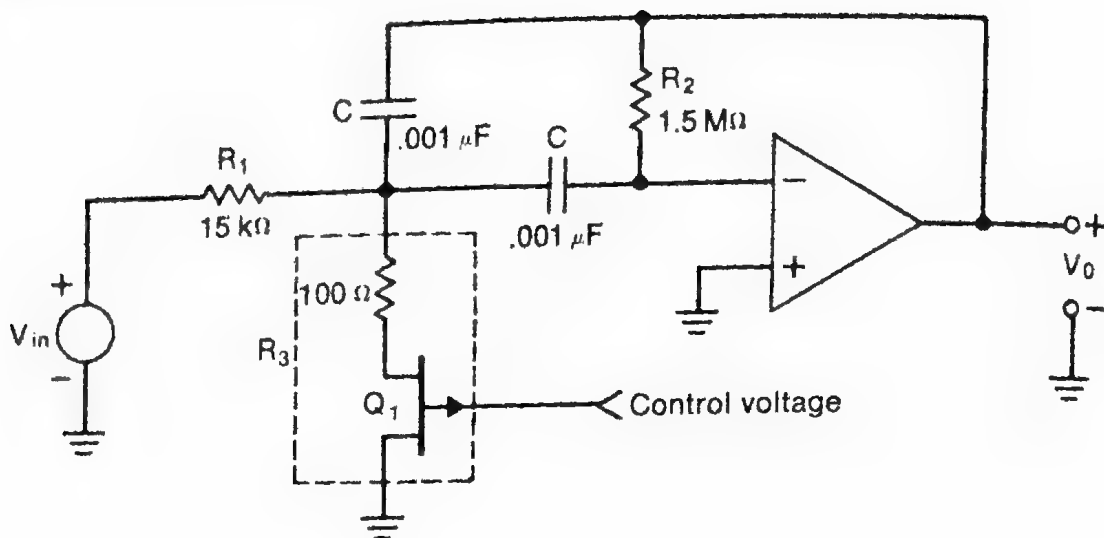 R₂
1.5 MΩ
C
.001 μF
C
.001 μF
R₁
15 kΩ
−
+
+
Vin
−
100 Ω
R₃
Q₁
Control voltage
+
V₀
−